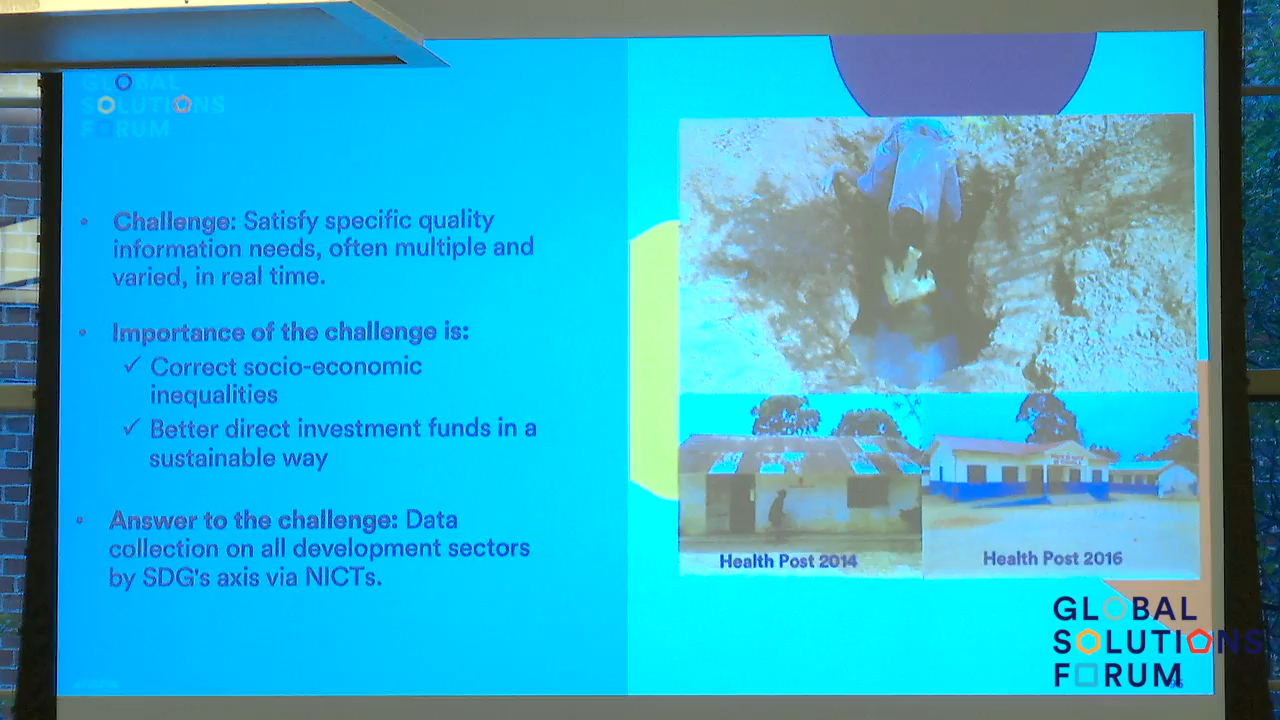 GLOBAL
SOLUTIONS
FORUM
• Challenge: Satisfy specific quality
information needs, often multiple and
varied, in real time.
• Importance of the challenge is:
✓ Correct socio-economic
inequalities
✓ Better direct investment funds in a
sustainable way
• Answer to the challenge: Data
collection on all development sectors
by SDG's axis via NICTs.
Health Post 2014
Health Post 2016
GLOBAL
SOLUTIONS
FORUM